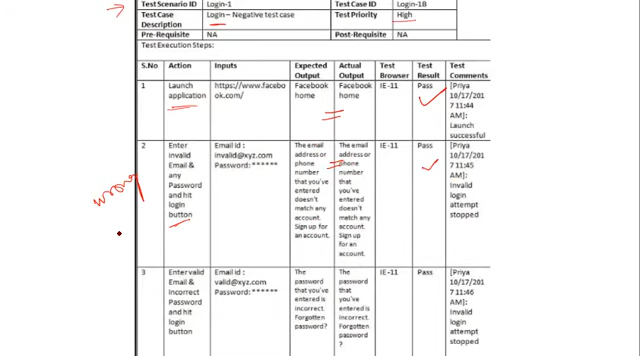 Test Scenario ID Login-1 Test Case ID Login-1B
Test Case Login – Negative test case Test Priority High
Description
Pre-Requisite NA Post-Requisite NA
Test Execution Steps:
S.No Action Inputs Expected Actual Test Test Test Comments
Output Output Browser Result
1 Launch https://www.facebo Facebook Facebook IE-11 Pass [Priya
application ok.com/ home home 10/17/201
7 11:44
AM]:
Launch
successful
2 Enter Email id : The email The email IE-11 Pass [Priya
invalid invalid@xyz.com address or address or 10/17/201
Email & Password: ****** phone phone 7 11:45
any number that number AM]:
Password you've that Invalid
and hit entered you've login
login doesn't entered attempt
button match any doesn't stopped
account. match any
Sign up for account.
an account. Sign up
for an
account.
wrong
3 Enter valid Email id : The The IE-11 Pass [Priya
Email & valid@xyz.com password password 10/17/201
incorrect Password: ****** that you've that 7 11:46
Password entered is you've AM]:
and hit incorrect. entered is Invalid
login Forgotten incorrect. login
button password? Forgotten attempt
password stopped
?